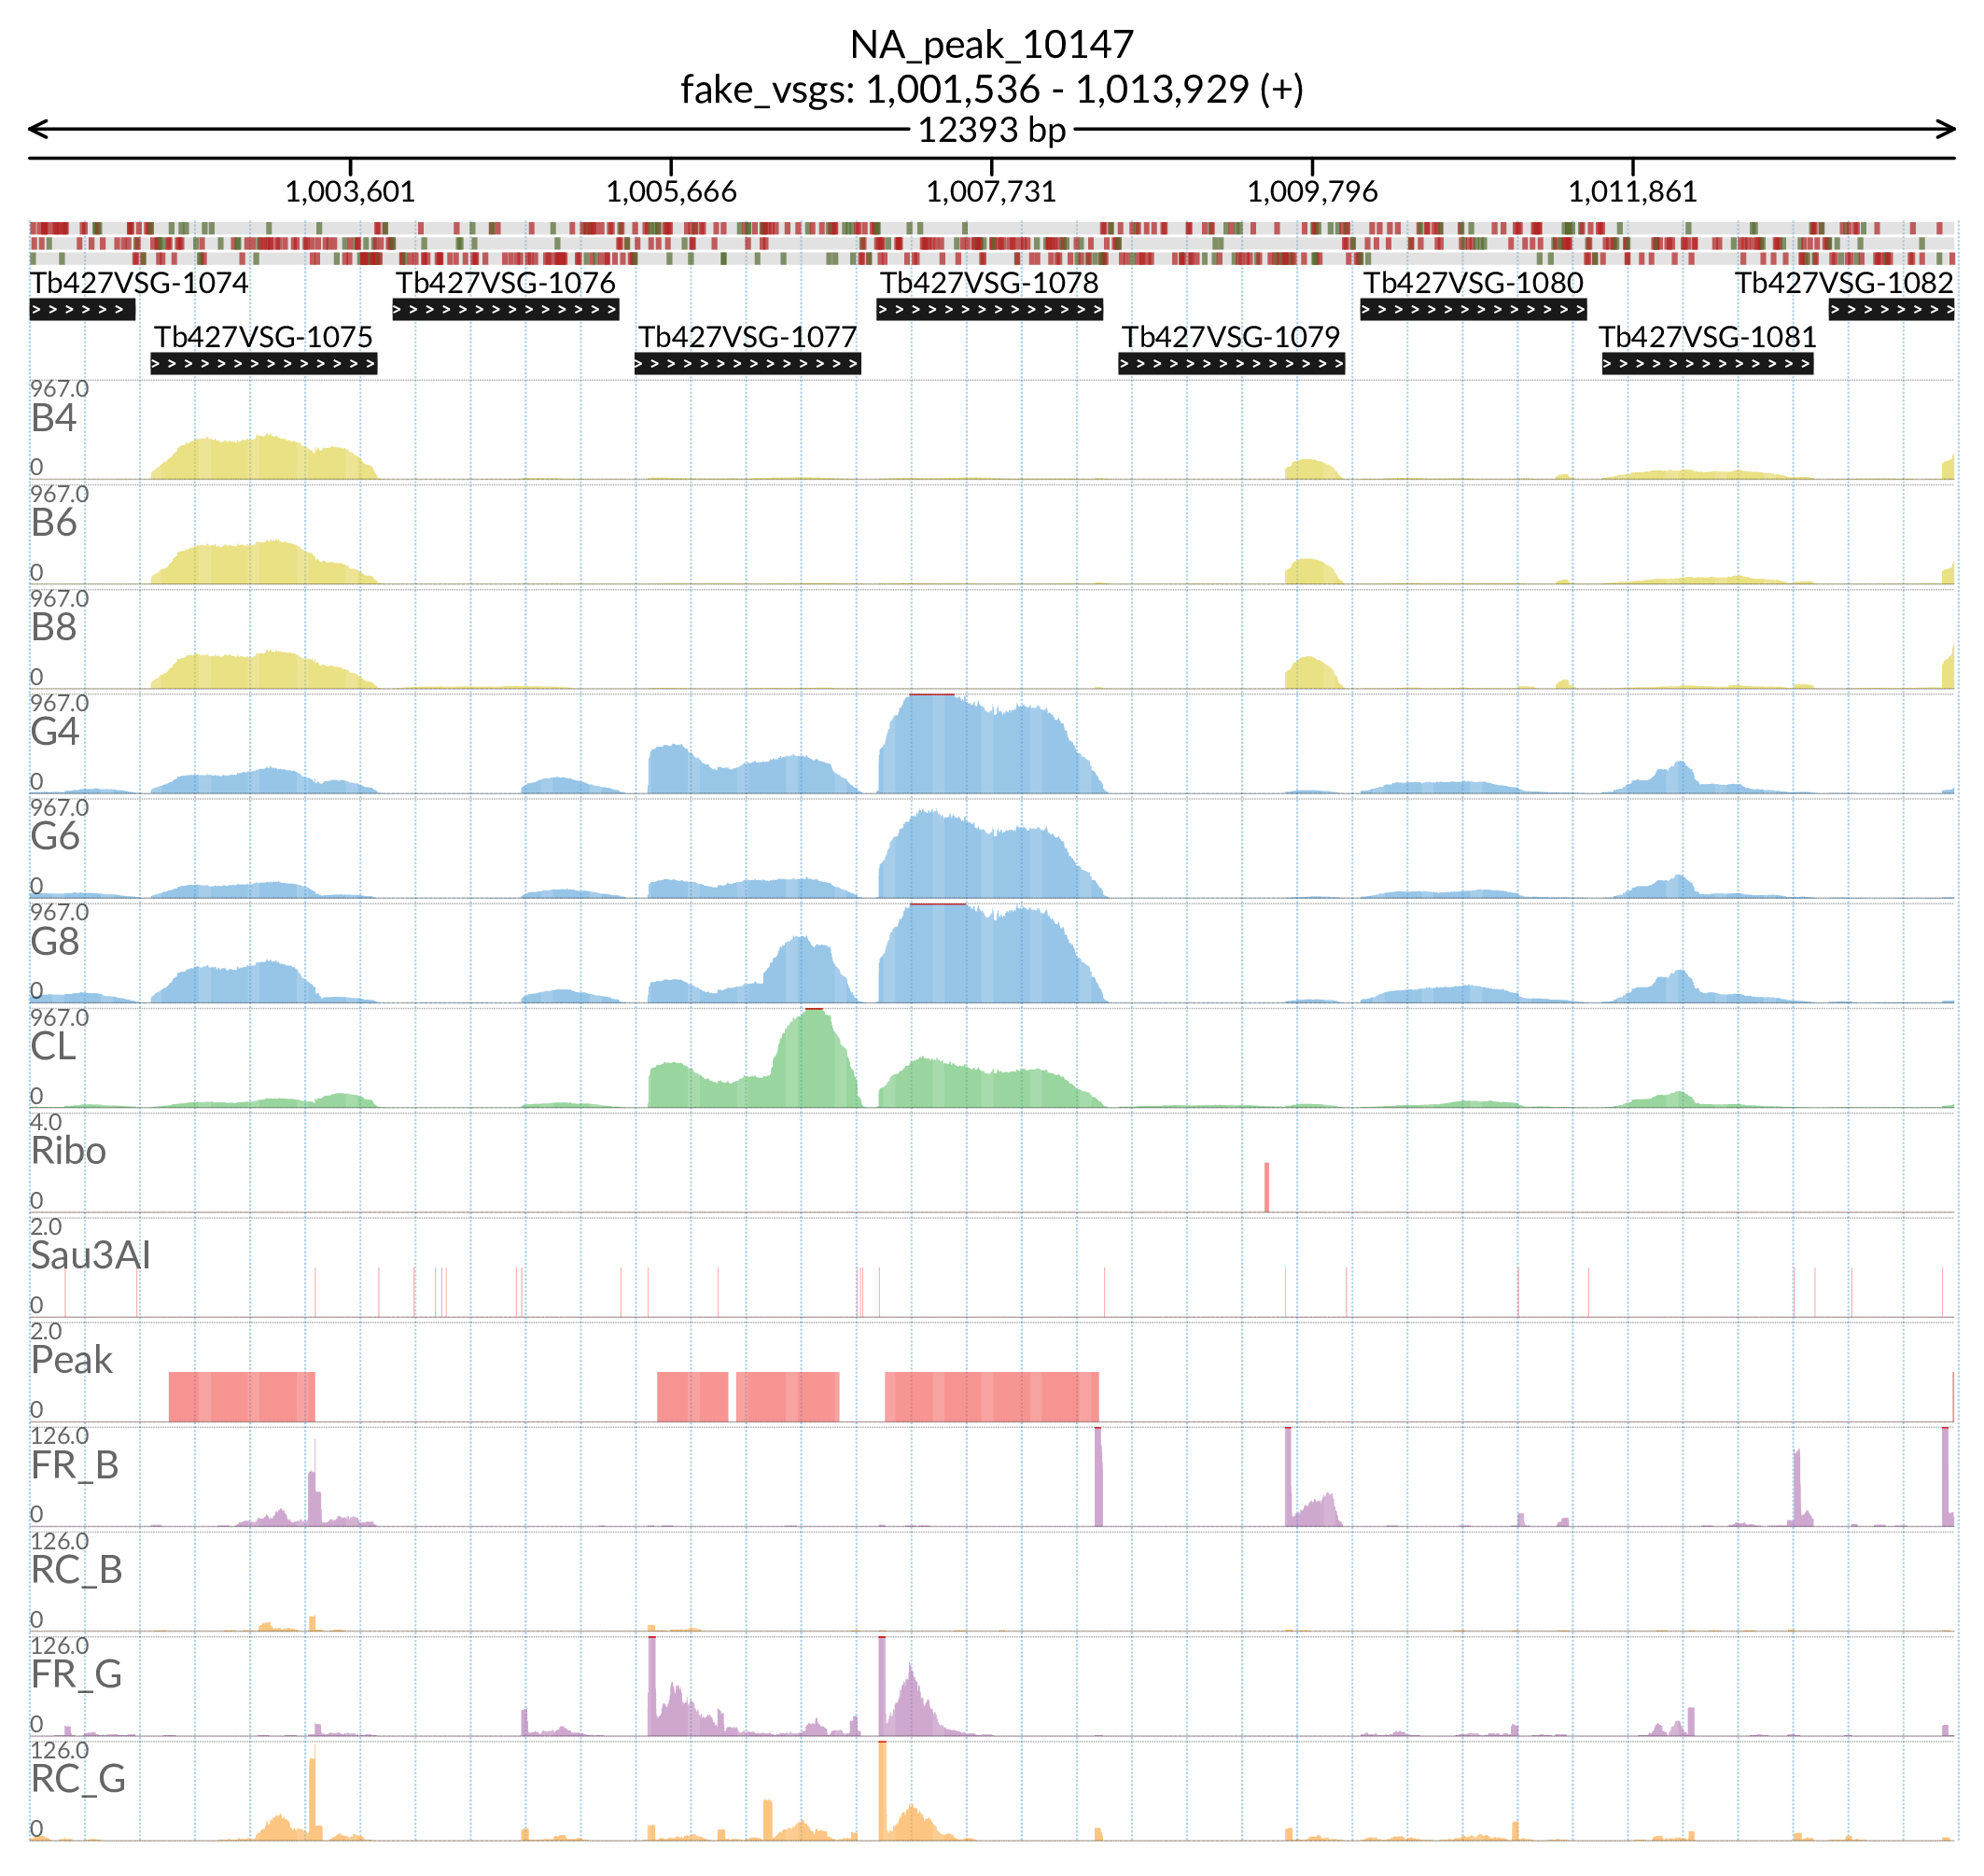 NA_peak_10147
fake_vsgs: 1,001,536 - 1,013,929 (+)
12393 bp
1,003,601 1,005,666 1,007,731 1,009,796 1,011,861
Tb427VSG-1074 Tb427VSG-1076 Tb427VSG-1078 Tb427VSG-1080 Tb427VSG-1082
Tb427VSG-1075 Tb427VSG-1077 Tb427VSG-1079 Tb427VSG-1081
967.0
B4
0
967.0
B6
0
967.0
B8
0
967.0
G4
0
967.0
G6
0
967.0
G8
0
967.0
CL
0
4.0
Ribo
0
2.0
Sau3AI
0
2.0
Peak
0
126.0
FR_B
0
126.0
RC_B
0
126.0
FR_G
0
126.0
RC_G
0